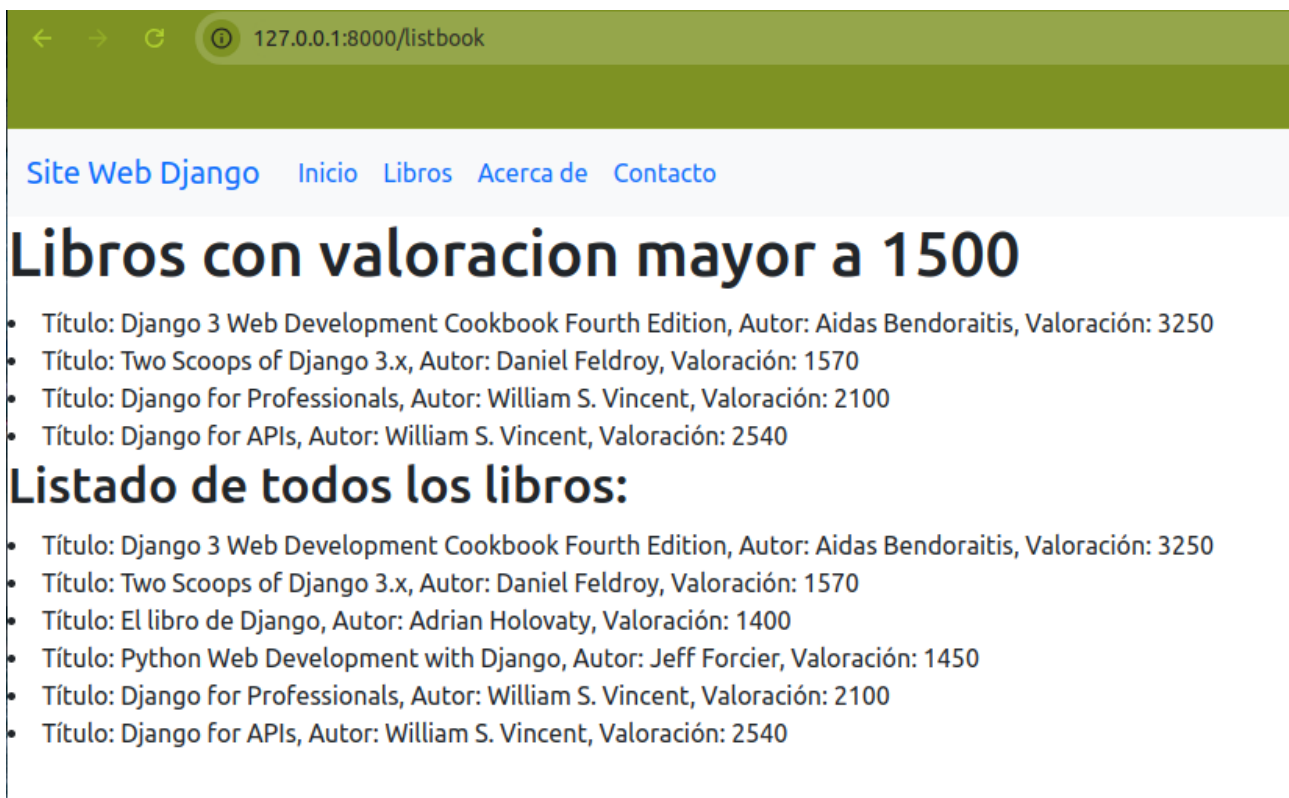 127.0.0.1:8000/listbook
Site Web Django Inicio Libros Acerca de Contacto
Libros con valoracion mayor a 1500
• Título: Django 3 Web Development Cookbook Fourth Edition, Autor: Aidas Bendoraitis, Valoración: 3250
• Título: Two Scoops of Django 3.x, Autor: Daniel Feldroy, Valoración: 1570
• Título: Django for Professionals, Autor: William S. Vincent, Valoración: 2100
• Título: Django for APIs, Autor: William S. Vincent, Valoración: 2540
Listado de todos los libros:
• Título: Django 3 Web Development Cookbook Fourth Edition, Autor: Aidas Bendoraitis, Valoración: 3250
• Título: Two Scoops of Django 3.x, Autor: Daniel Feldroy, Valoración: 1570
• Título: El libro de Django, Autor: Adrian Holovaty, Valoración: 1400
• Título: Python Web Development with Django, Autor: Jeff Forcier, Valoración: 1450
• Título: Django for Professionals, Autor: William S. Vincent, Valoración: 2100
• Título: Django for APIs, Autor: William S. Vincent, Valoración: 2540